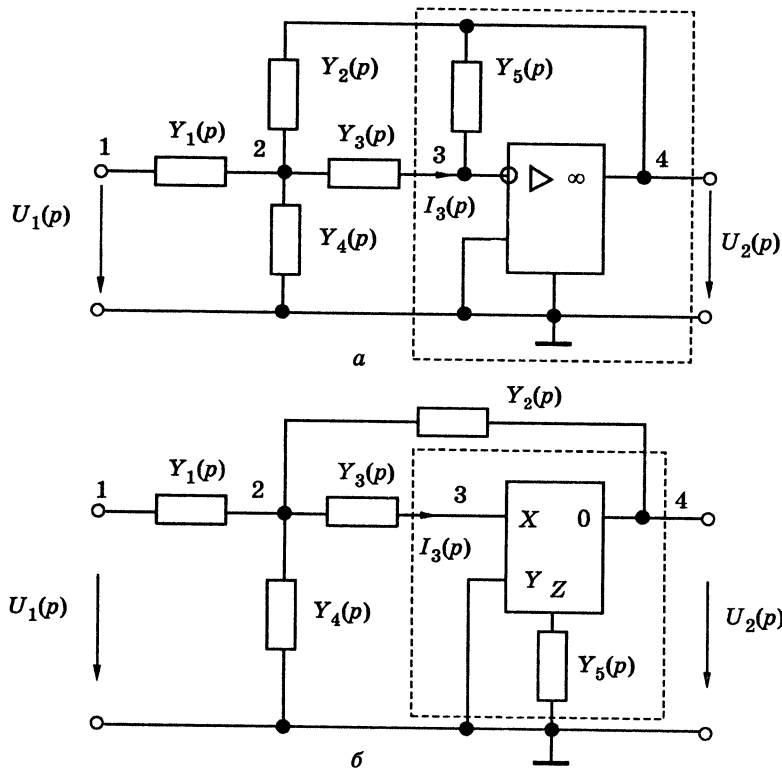 Y₂(p) Y₅(p)
1 Y₁(p) 2 Y₃(p) 3 ▷ ∞ 4
I₃(p)
U₁(p) Y₄(p) U₂(p)
а
Y₂(p)
1 Y₁(p) 2 Y₃(p) 3 X 0 4
I₃(p)
Y Z
U₁(p) Y₄(p) U₂(p)
Y₅(p)
б